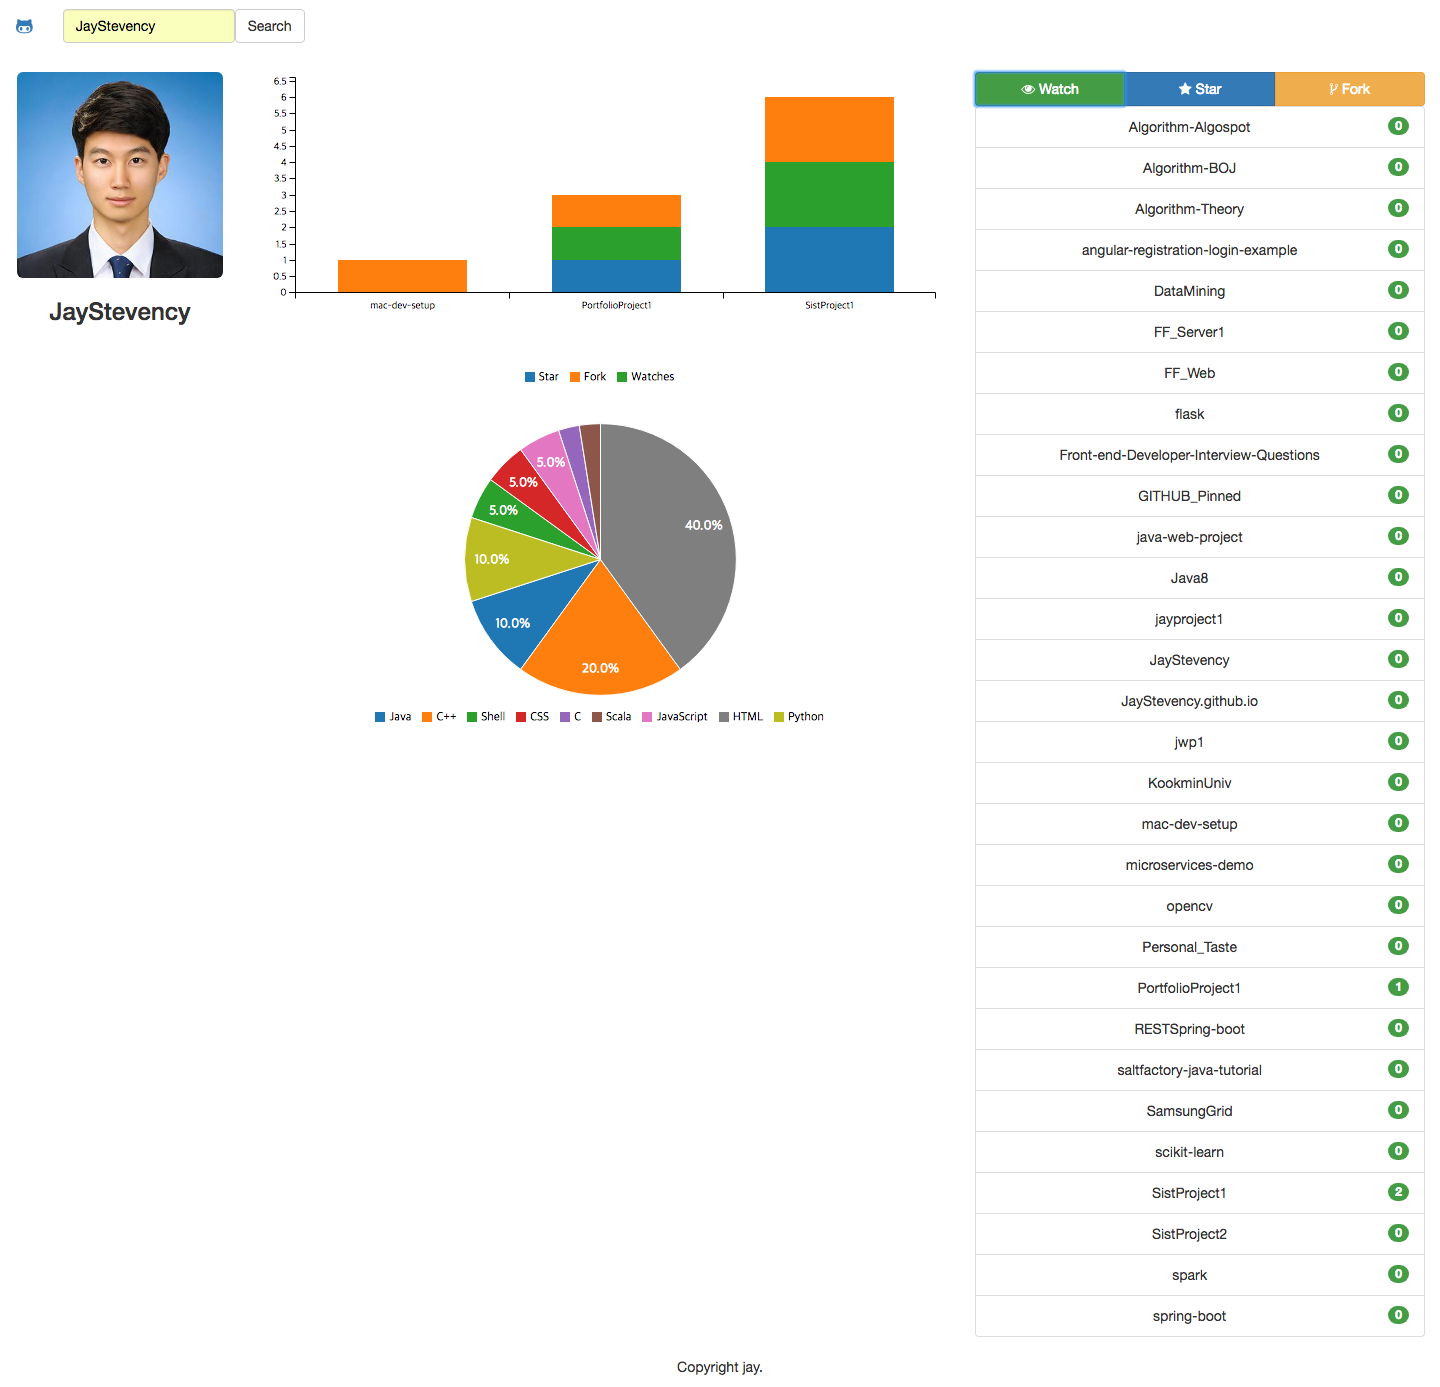 JayStevency Search
JayStevency
6.5
6
5.5
5
4.5
4
3.5
3
2.5
2
1.5
1
0.5
0
mac-dev-setup PortfolioProject1 SistProject1
Star Fork Watches
40.0%
20.0%
10.0%
10.0%
5.0%
5.0%
5.0%
Java C++ Shell CSS C Scala JavaScript HTML Python
Watch Star Fork
Algorithm-Algospot 0
Algorithm-BOJ 0
Algorithm-Theory 0
angular-registration-login-example 0
DataMining 0
FF_Server1 0
FF_Web 0
flask 0
Front-end-Developer-Interview-Questions 0
GITHUB_Pinned 0
java-web-project 0
Java8 0
jayproject1 0
JayStevency 0
JayStevency.github.io 0
jwp1 0
KookminUniv 0
mac-dev-setup 0
microservices-demo 0
opencv 0
Personal_Taste 0
PortfolioProject1 1
RESTSpring-boot 0
saltfactory-java-tutorial 0
SamsungGrid 0
scikit-learn 0
SistProject1 2
SistProject2 0
spark 0
spring-boot 0
Copyright jay.